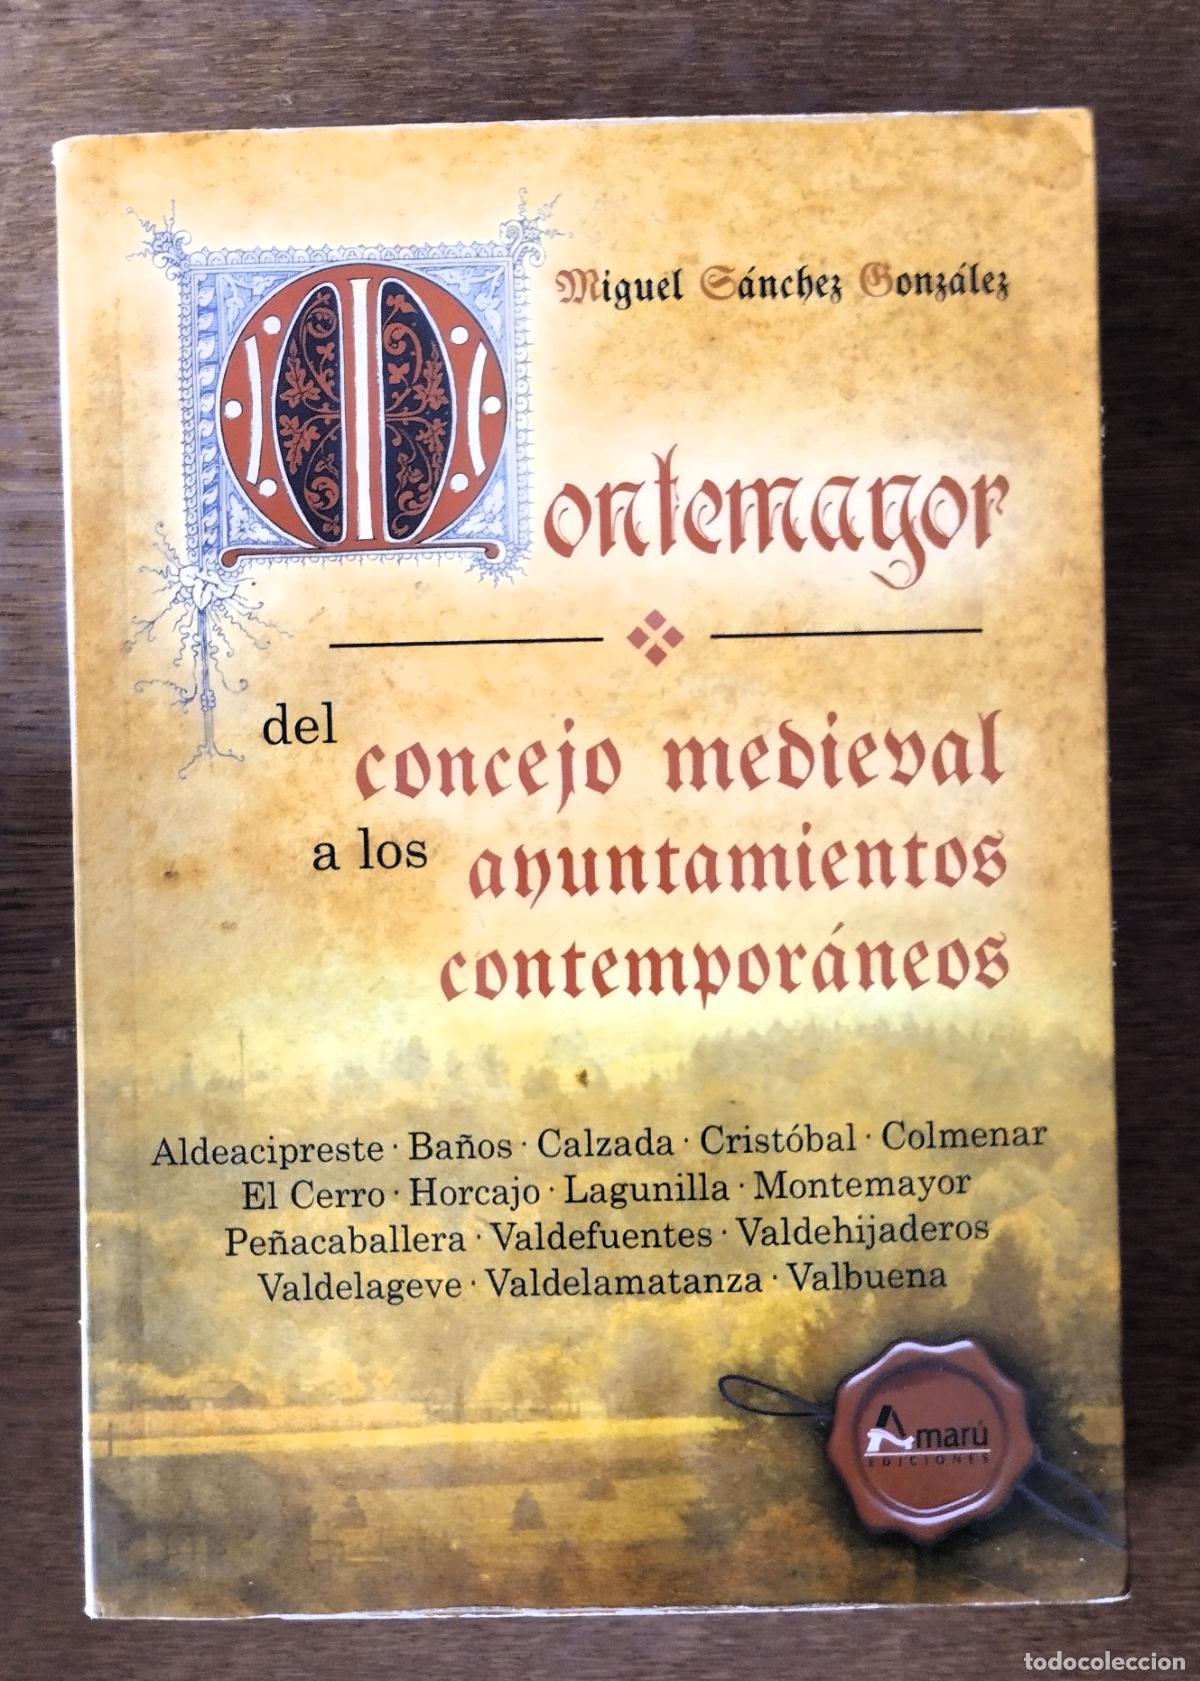 Miguel Sánchez González
Montemayor
del concejo medieval
a los ayuntamientos
contemporáneos
Aldeacipreste · Baños · Calzada · Cristóbal · Colmenar
El Cerro · Horcajo · Lagunilla · Montemayor
Peñacaballera · Valdefuentes · Valdehijaderos
Valdelageve · Valdelamatanza · Valbuena
Amarú
EDICIONES
todocoleccion